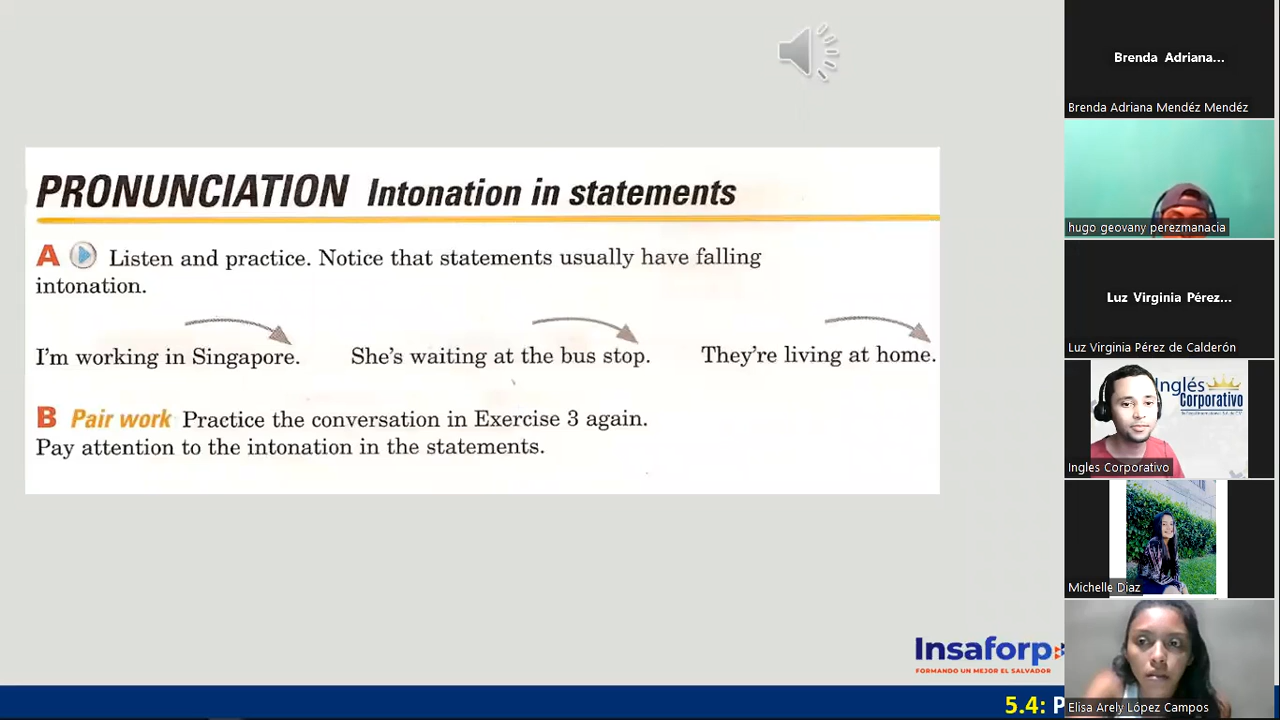 PRONUNCIATION Intonation in statements
A Listen and practice. Notice that statements usually have falling
intonation.
I'm working in Singapore. She's waiting at the bus stop. They're living at home.
B Pair work Practice the conversation in Exercise 3 again.
Pay attention to the intonation in the statements.
Insaforp
FORMANDO UN MEJOR EL SALVADOR
5.4: P
Brenda Adriana...
Brenda Adriana Mendéz Mendéz
hugo geovany perezmanacia
Luz Virginia Pérez...
Luz Virginia Pérez de Calderón
Inglés
Corporativo
Ingles Corporativo
Michelle Diaz
Elisa Arely López Campos